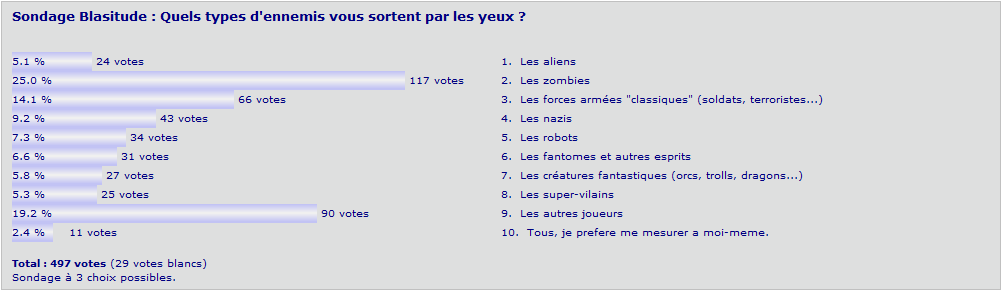 Sondage Blasitude : Quels types d'ennemis vous sortent par les yeux ?
5.1 % 24 votes 1. Les aliens
25.0 % 117 votes 2. Les zombies
14.1 % 66 votes 3. Les forces armées "classiques" (soldats, terroristes...)
9.2 % 43 votes 4. Les nazis
7.3 % 34 votes 5. Les robots
6.6 % 31 votes 6. Les fantomes et autres esprits
5.8 % 27 votes 7. Les créatures fantastiques (orcs, trolls, dragons...)
5.3 % 25 votes 8. Les super-vilains
19.2 % 90 votes 9. Les autres joueurs
2.4 % 11 votes 10. Tous, je prefere me mesurer a moi-meme.
Total : 497 votes (29 votes blancs)
Sondage à 3 choix possibles.